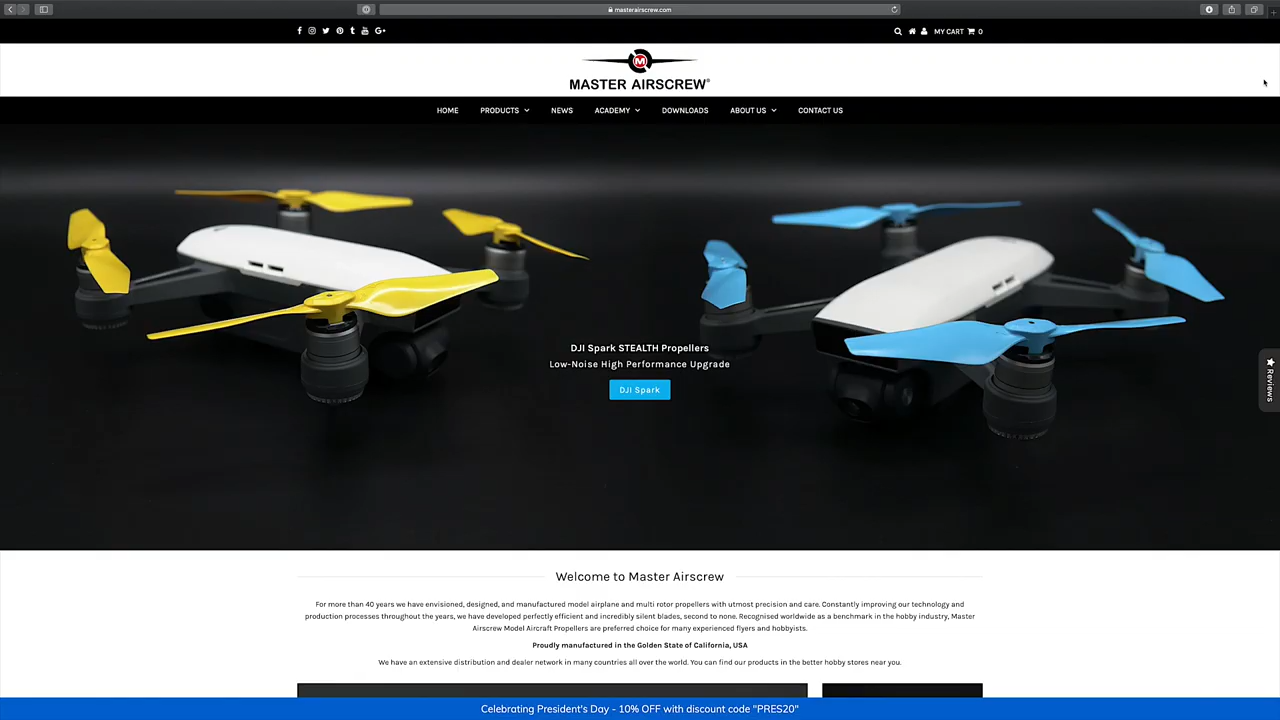 masterairscrew.com
MY CART 0
MASTER AIRSCREW®
HOME PRODUCTS NEWS ACADEMY DOWNLOADS ABOUT US CONTACT US
DJI Spark STEALTH Propellers
Low-Noise High Performance Upgrade
DJI Spark
Reviews
Welcome to Master Airscrew
For more than 40 years we have envisioned, designed, and manufactured model airplane and multi rotor propellers with utmost precision and care. Constantly improving our technology and
production processes throughout the years, we have developed perfectly efficient and incredibly silent blades, second to none. Recognised worldwide as a benchmark in the hobby industry, Master
Airscrew Model Aircraft Propellers are preferred choice for many experienced flyers and hobbyists.
Proudly manufactured in the Golden State of California, USA
We have an extensive distribution and dealer network in many countries all over the world. You can find our products in the better hobby stores near you.
Celebrating President's Day - 10% OFF with discount code "PRES20"